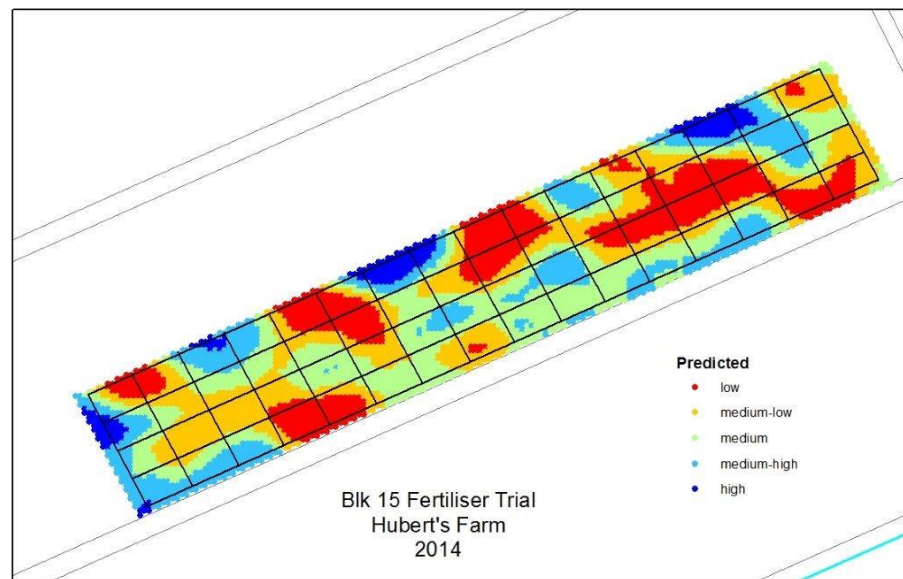 Predicted
low
medium-low
medium
medium-high
high
Blk 15 Fertiliser Trial
Hubert's Farm
2014